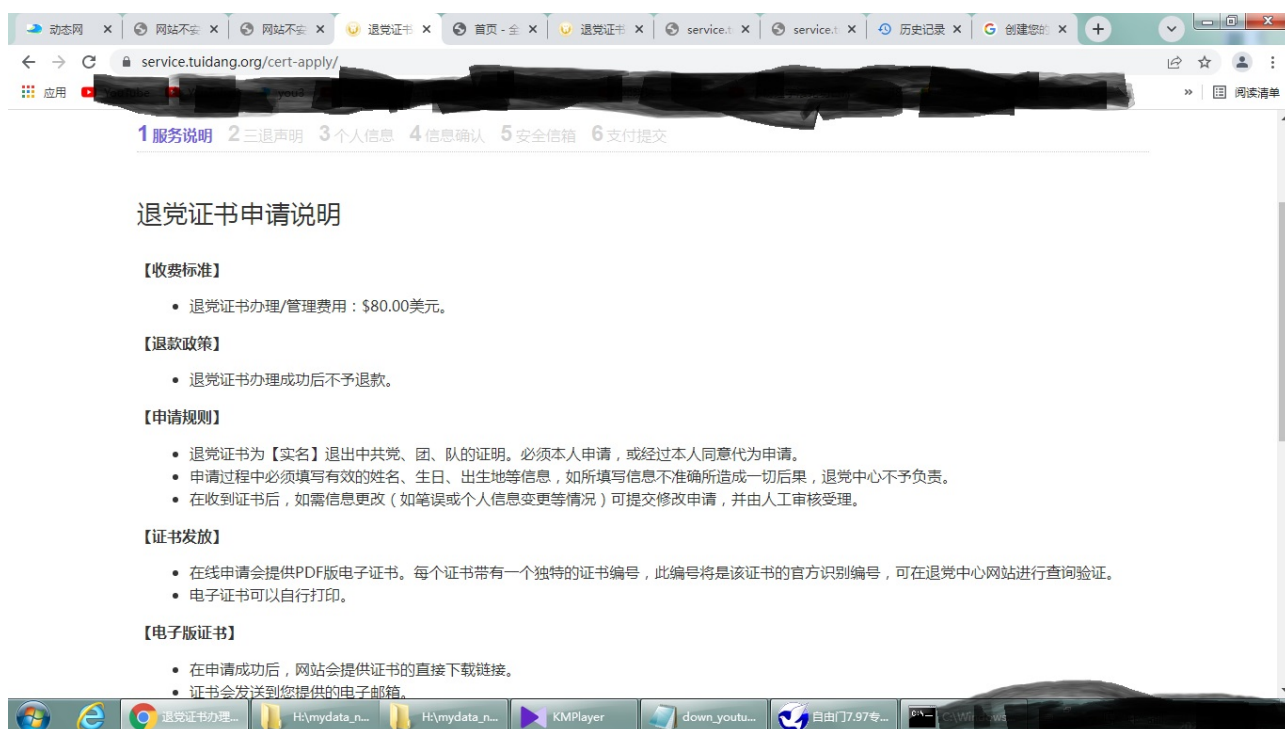 动态网 网站不安 网站不安 退党证书 首页 - 全 退党证书 service.t service.t 历史记录 创建您的
service.tuidang.org/cert-apply/
应用 » 阅读清单
1 服务说明 2 三退声明 3 个人信息 4 信息确认 5 安全信箱 6 支付提交
退党证书申请说明
【收费标准】
• 退党证书办理/管理费用：$80.00美元。
【退款政策】
• 退党证书办理成功后不予退款。
【申请规则】
• 退党证书为【实名】退出中共党、团、队的证明。必须本人申请，或经过本人同意代为申请。
• 申请过程中必须填写有效的姓名、生日、出生地等信息，如所填写信息不准确所造成一切后果，退党中心不予负责。
• 在收到证书后，如需信息更改（如笔误或个人信息变更等情况）可提交修改申请，并由人工审核受理。
【证书发放】
• 在线申请会提供PDF版电子证书。每个证书带有一个独特的证书编号，此编号将是该证书的官方识别编号，可在退党中心网站进行查询验证。
• 电子证书可以自行打印。
【电子版证书】
• 在申请成功后，网站会提供证书的直接下载链接。
• 证书会发送到您提供的电子邮箱。
退党证书办理... H:\mydata_n... H:\mydata_n... KMPlayer down_youtu... 自由门7.97专...